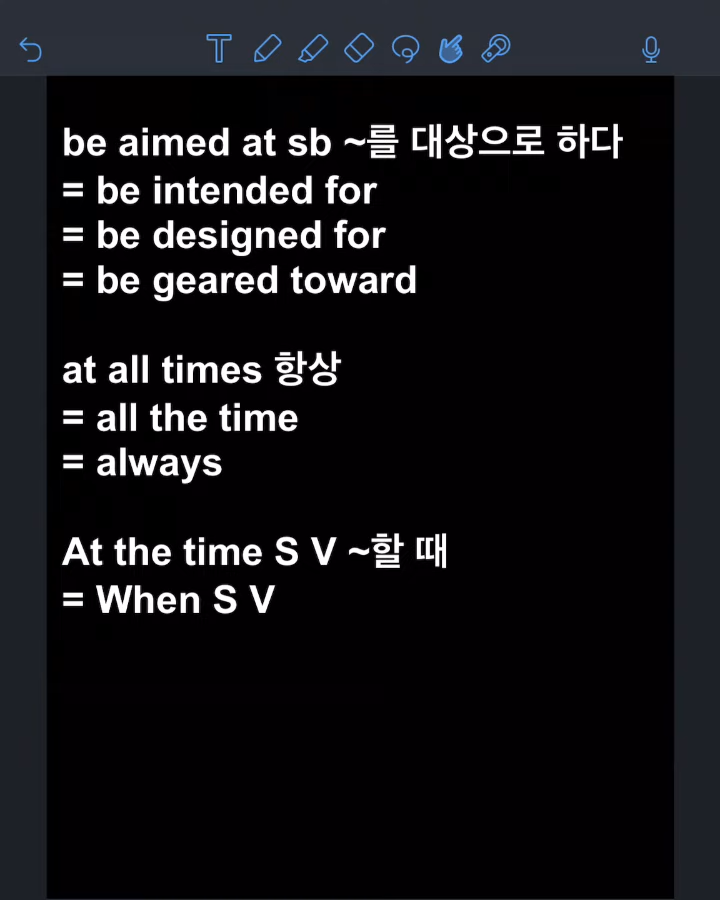 be aimed at sb ~를 대상으로 하다
= be intended for
= be designed for
= be geared toward
at all times 항상
= all the time
= always
At the time S V ~할 때
= When S V